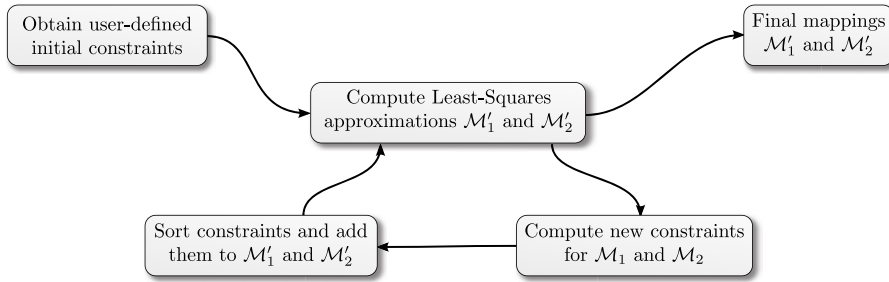 Obtain user-defined
initial constraints
Final mappings
ℳ′₁ and ℳ′₂
Compute Least-Squares
approximations ℳ′₁ and ℳ′₂
Sort constraints and add
them to ℳ′₁ and ℳ′₂
Compute new constraints
for ℳ₁ and ℳ₂